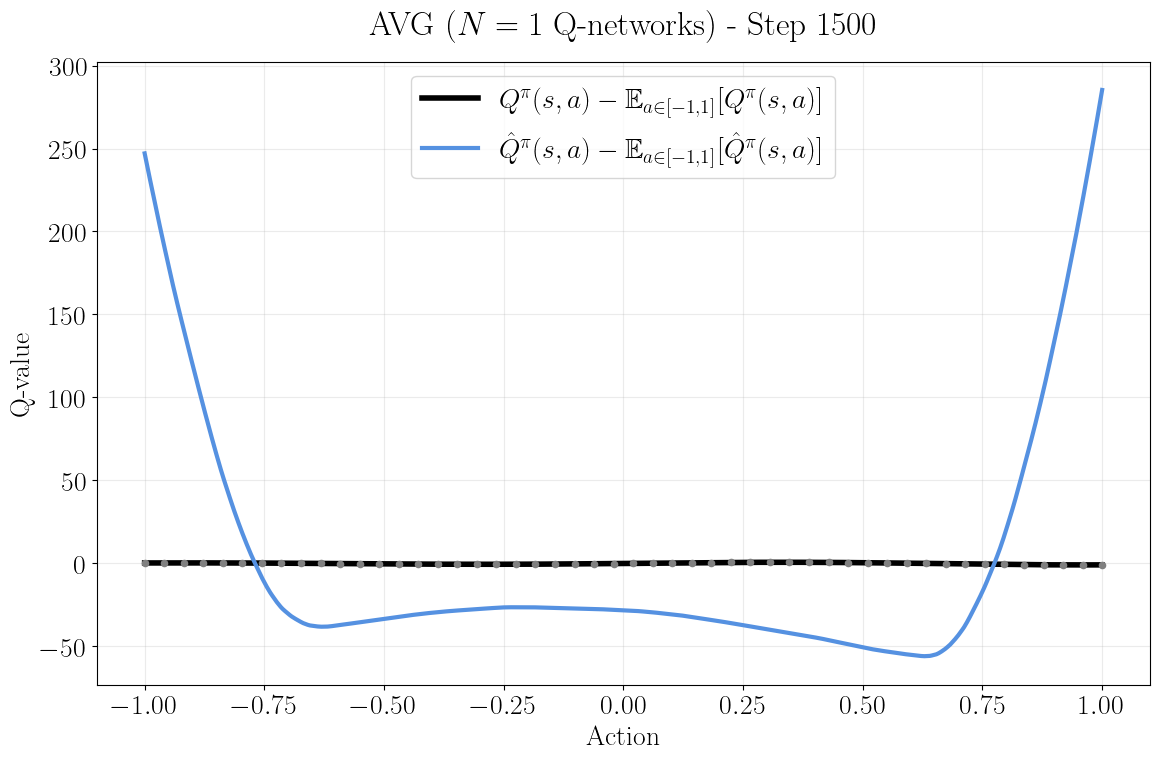 AVG (N = 1 Q-networks) - Step 1500
300
250
200
150
100
50
0
−50
Q-value
Q^π(s, a) − 𝔼_{a∈[−1,1]}[Q^π(s, a)]
Q̂^π(s, a) − 𝔼_{a∈[−1,1]}[Q̂^π(s, a)]
−1.00 −0.75 −0.50 −0.25 0.00 0.25 0.50 0.75 1.00
Action